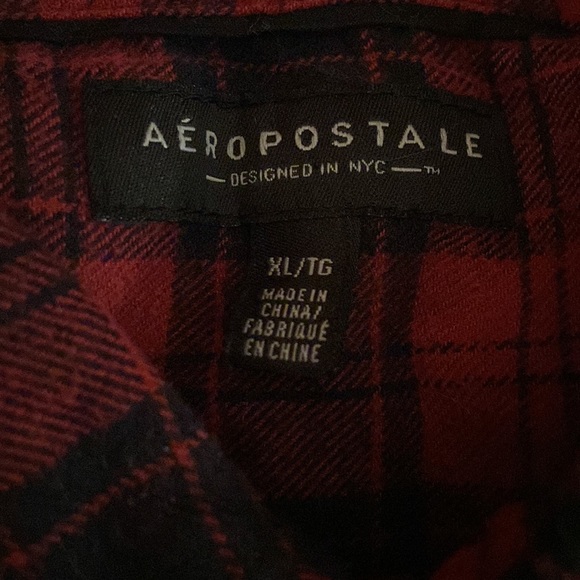 AÉROPOSTALE
— DESIGNED IN NYC — ™
XL/TG
MADE IN
CHINA/
FABRIQUÉ
EN CHINE